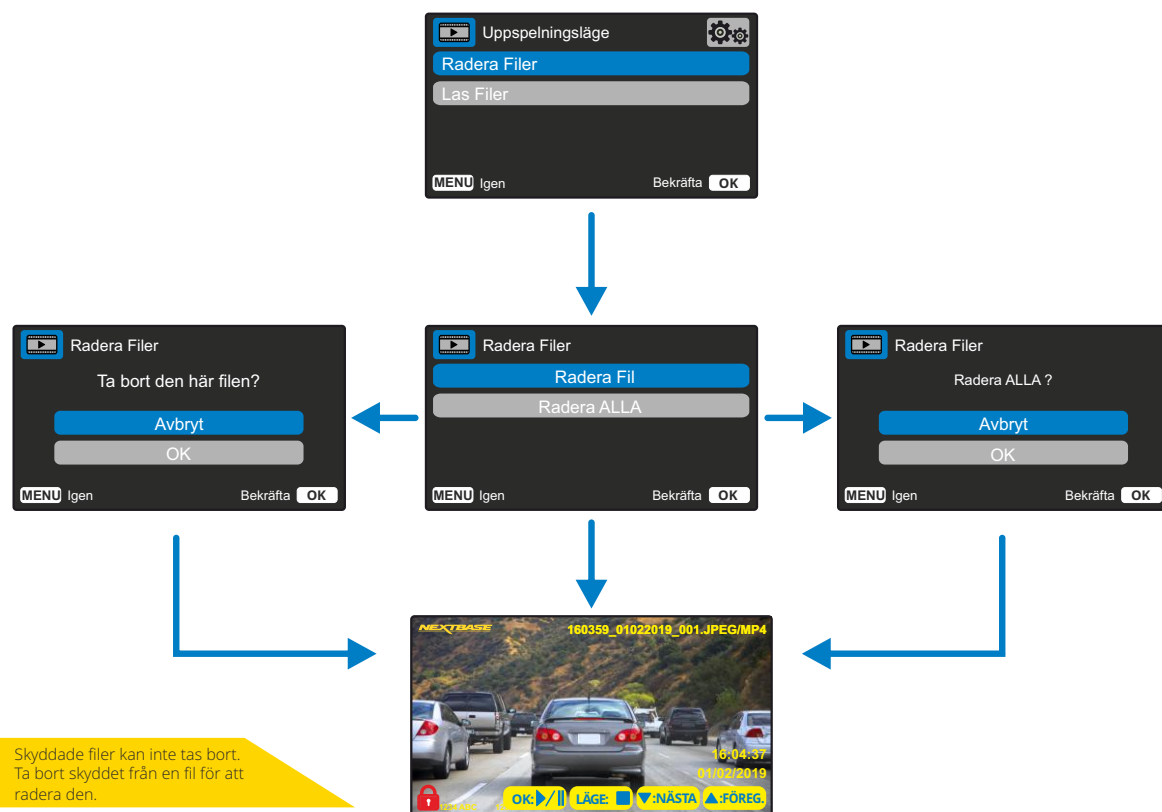 Uppspelningsläge
Radera Filer
Las Filer
MENU Igen
Bekräfta OK
Radera Filer
Ta bort den här filen?
Avbryt
OK
MENU Igen
Bekräfta OK
Radera Filer
Radera Fil
Radera ALLA
MENU Igen
Bekräfta OK
Radera Filer
Radera ALLA ?
Avbryt
OK
MENU Igen
Bekräfta OK
NEXTBASE
160359_01022019_001.JPEG/MP4
16:04:37
01/02/2019
OK: LÄGE: :NÄSTA :FÖREG.
Skyddade filer kan inte tas bort.
Ta bort skyddet från en fil för att
radera den.